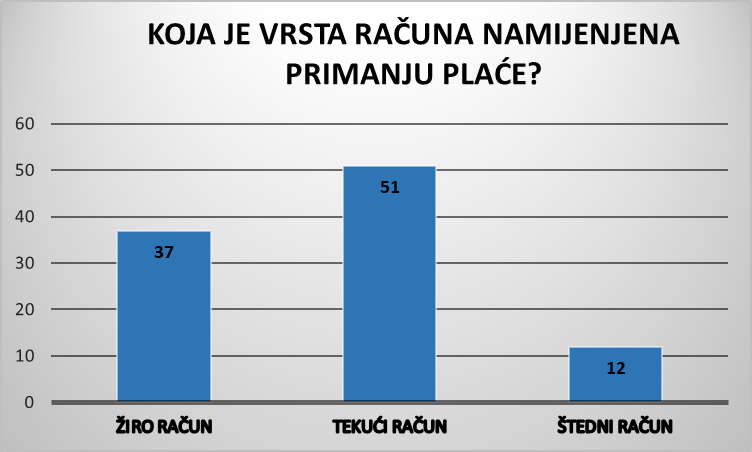 KOJA JE VRSTA RAČUNA NAMIJENJENA
PRIMANJU PLAĆE?
60
50
40
30
20
10
0
37
51
12
ŽIRO RAČUN
TEKUĆI RAČUN
ŠTEDNI RAČUN